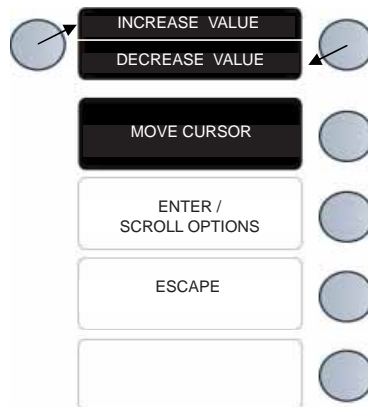 INCREASE VALUE
DECREASE VALUE
MOVE CURSOR
ENTER /
SCROLL OPTIONS
ESCAPE